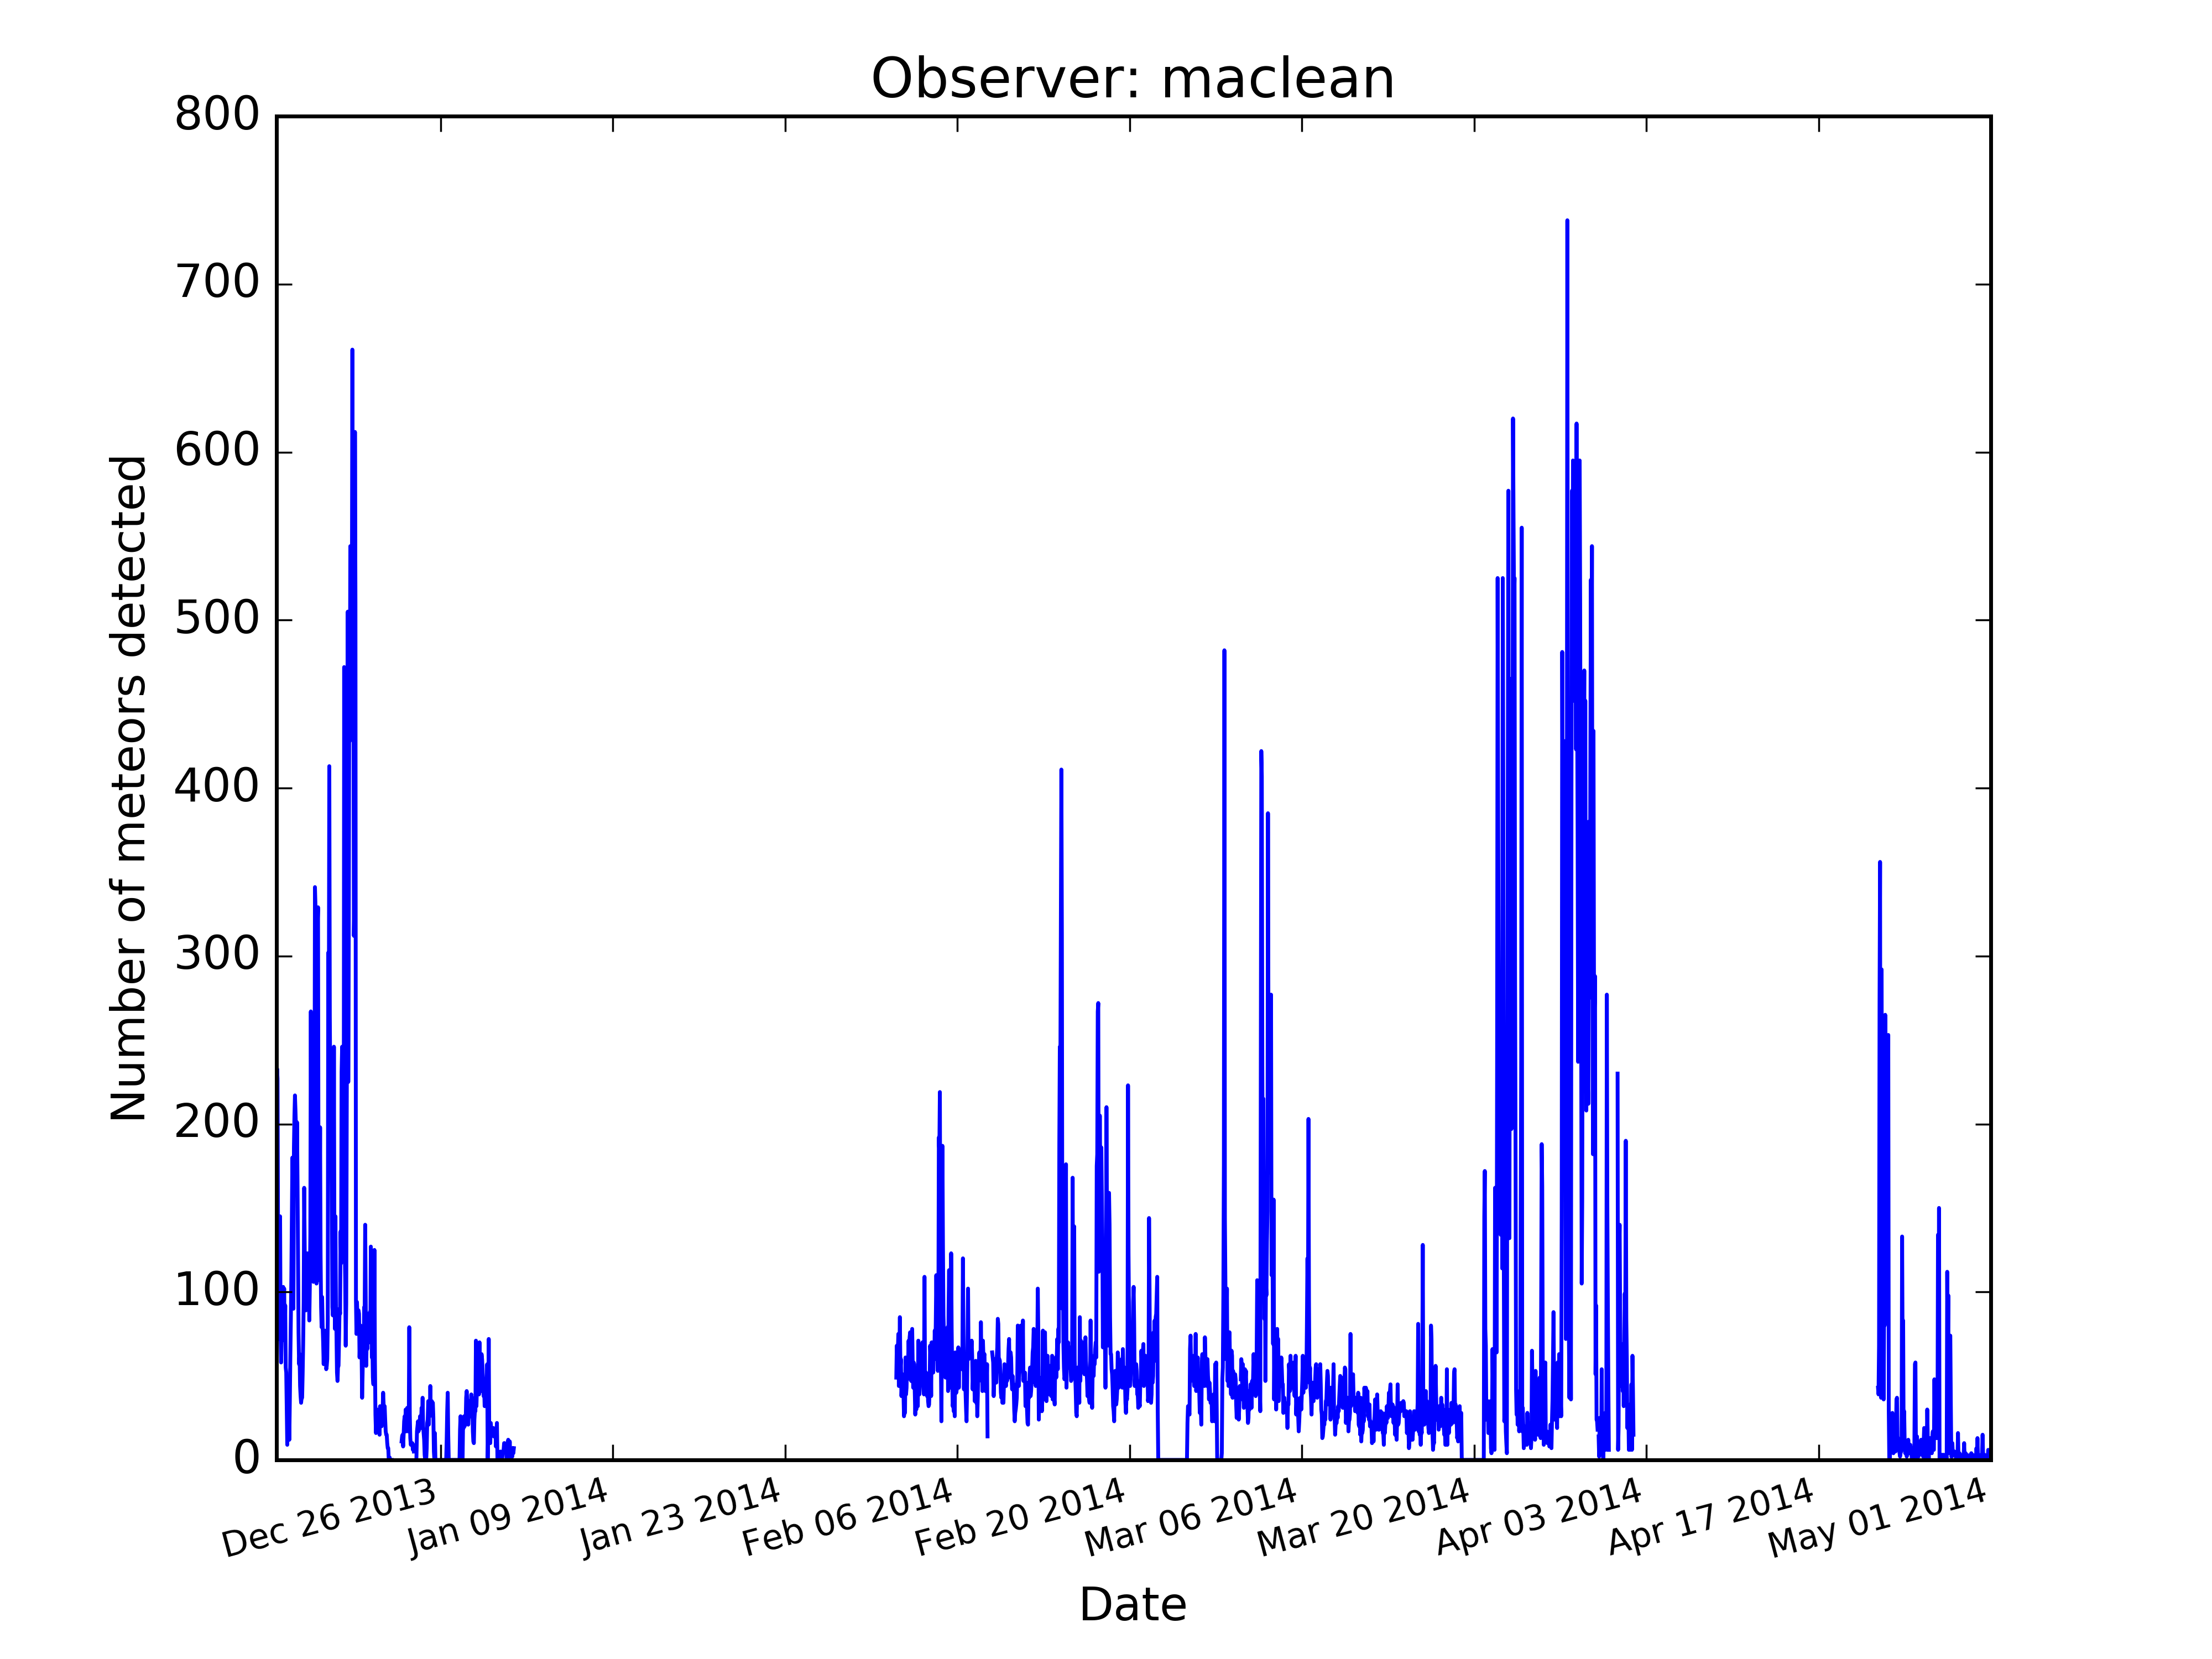 Observer: maclean
800
700
600
500
400
300
200
100
0
Number of meteors detected
Dec 26 2013
Jan 09 2014
Jan 23 2014
Feb 06 2014
Feb 20 2014
Mar 06 2014
Mar 20 2014
Apr 03 2014
Apr 17 2014
May 01 2014
Date